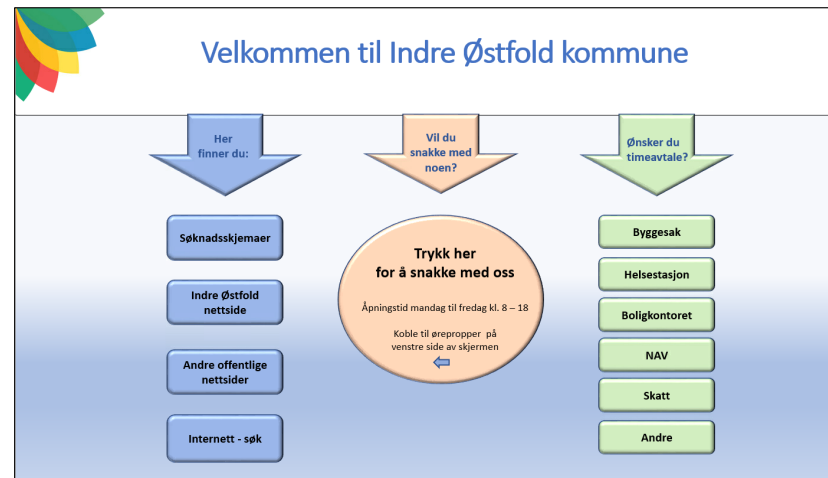 Velkommen til Indre Østfold kommune
Her
finner du:
Søknadsskjemaer
Indre Østfold
nettside
Andre offentlige
nettsider
Internett - søk
Vil du
snakke med
noen?
Trykk her
for å snakke med oss
Åpningstid mandag til fredag kl. 8 – 18
Koble til ørepropper på
venstre side av skjermen
Ønsker du
timeavtale?
Byggesak
Helsestasjon
Boligkontoret
NAV
Skatt
Andre